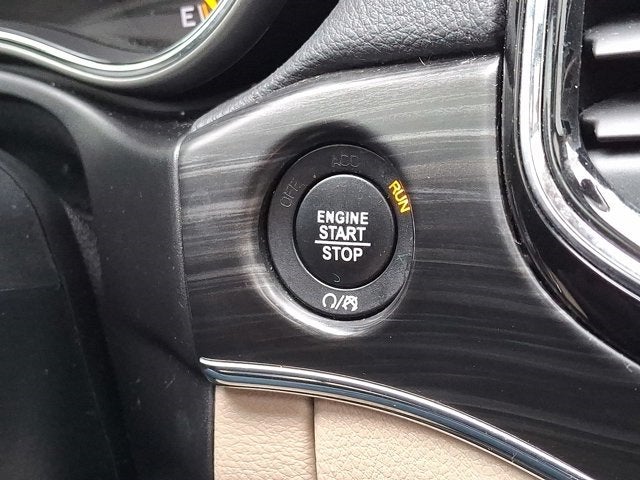 E
OFF
ACC
RUN
ENGINE
START
STOP